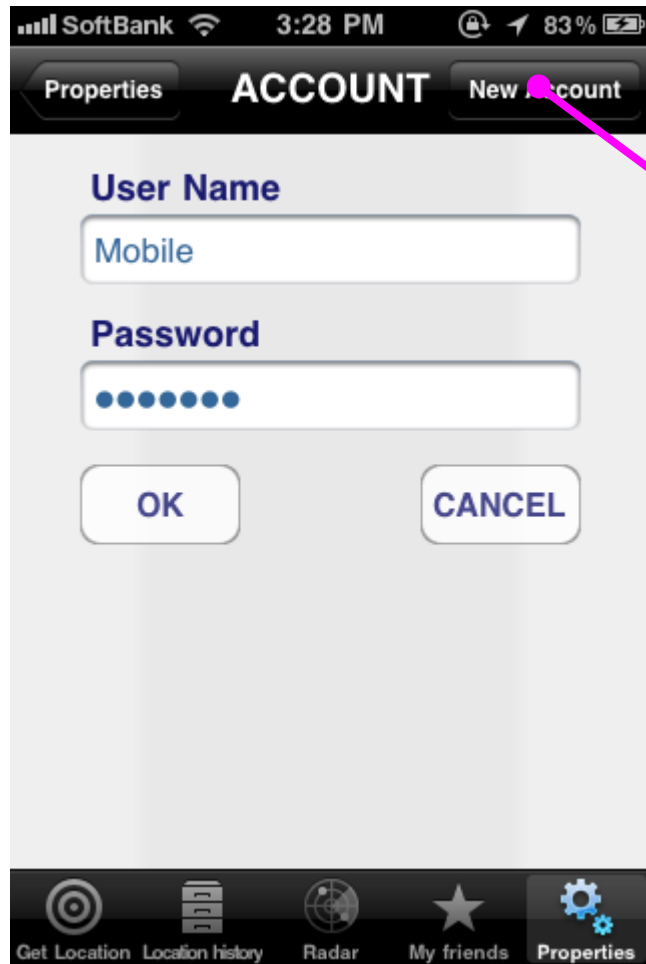 SoftBank 3:28 PM 83%
Properties ACCOUNT New Account
User Name
Mobile
Password
OK CANCEL
Get Location Location history Radar My friends Properties